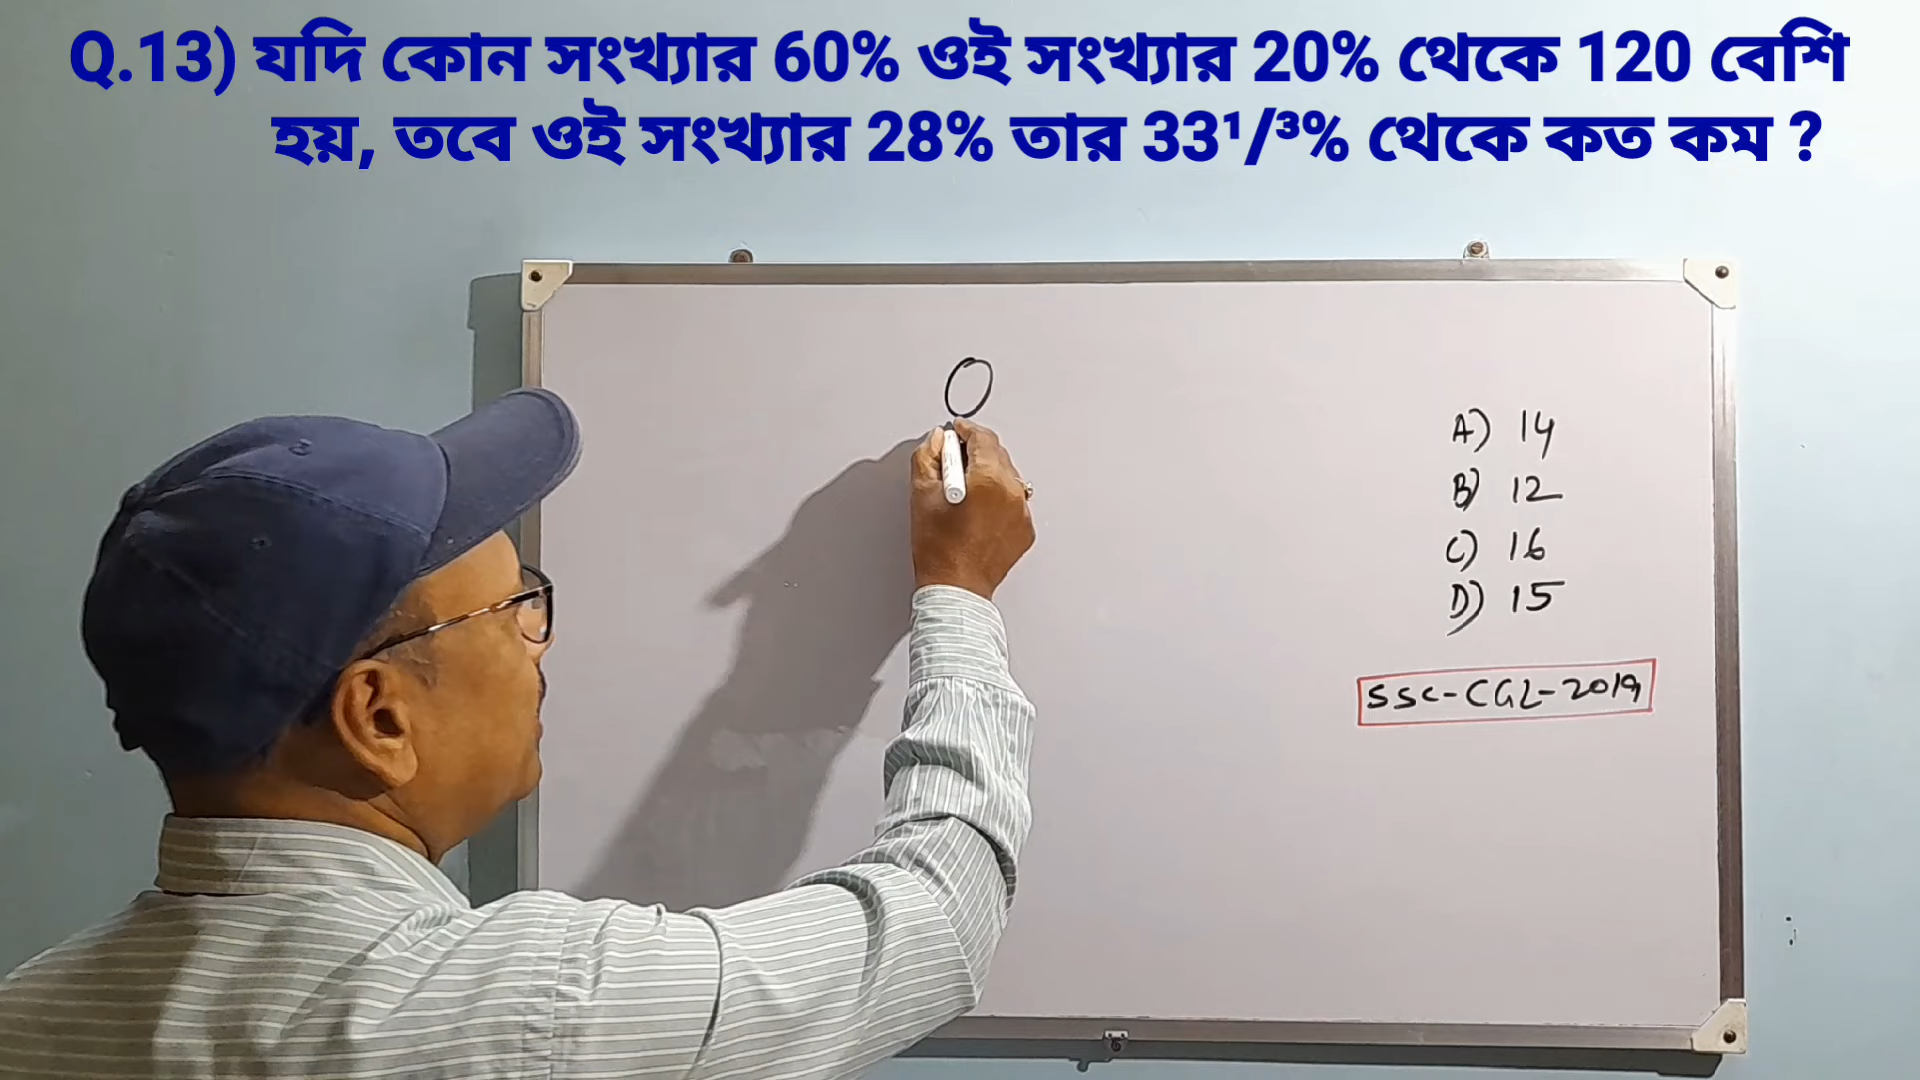 Q.13) যদি কোন সংখ্যার 60% ওই সংখ্যার 20% থেকে 120 বেশি
হয়, তবে ওই সংখ্যার 28% তার 33¹/³% থেকে কত কম ?
0
A) 14
B) 12
C) 16
D) 15
SSC-CGL-2019